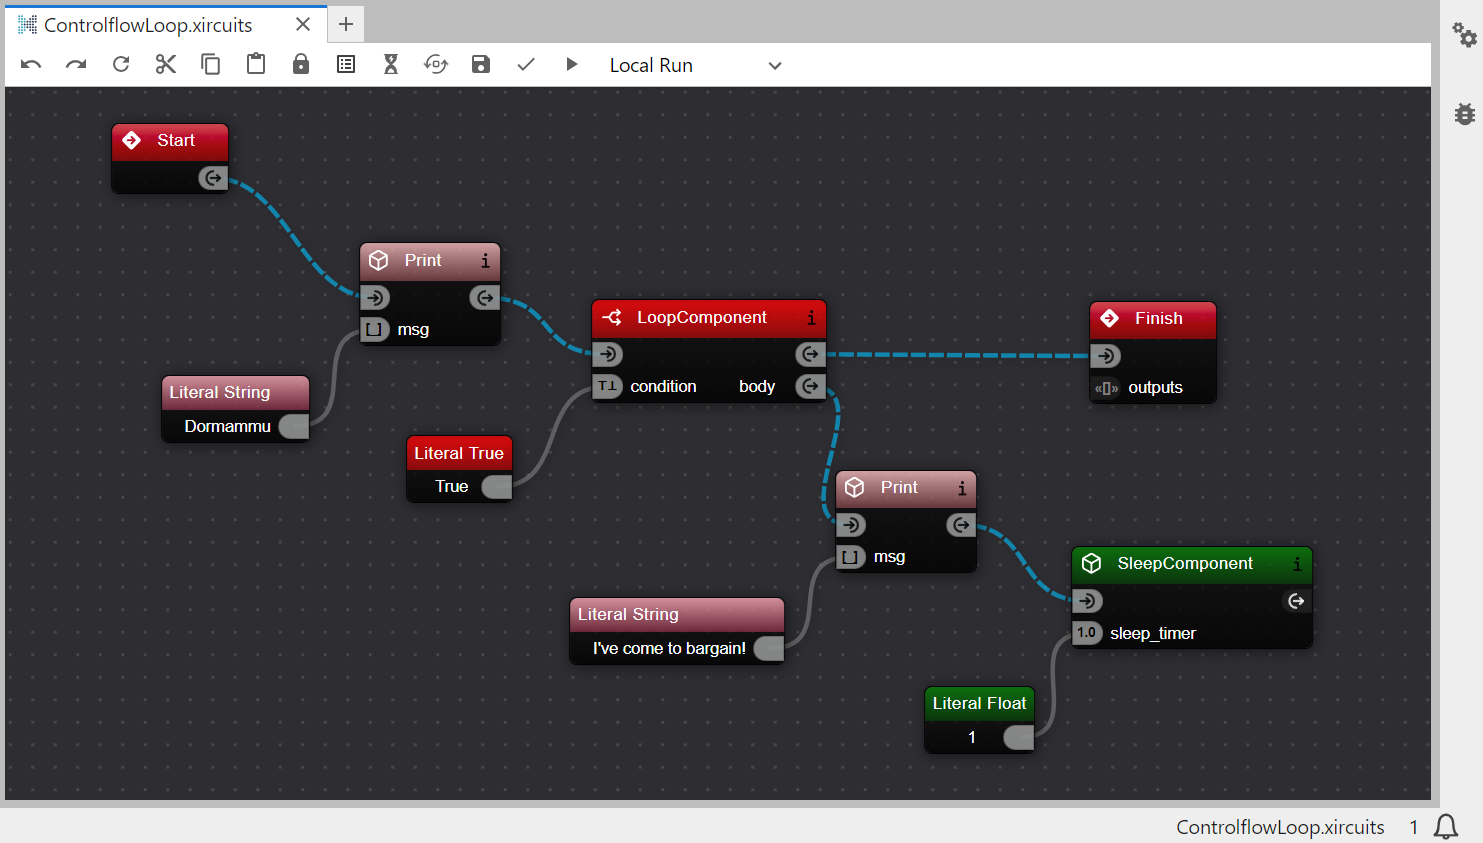 ControlflowLoop.xircuits
Local Run
Start
Print i
msg
LoopComponent i
condition body
Finish
outputs
Literal String
Dormammu
Literal True
True
Print i
msg
SleepComponent i
1.0 sleep_timer
Literal String
I've come to bargain!
Literal Float
1
ControlflowLoop.xircuits 1